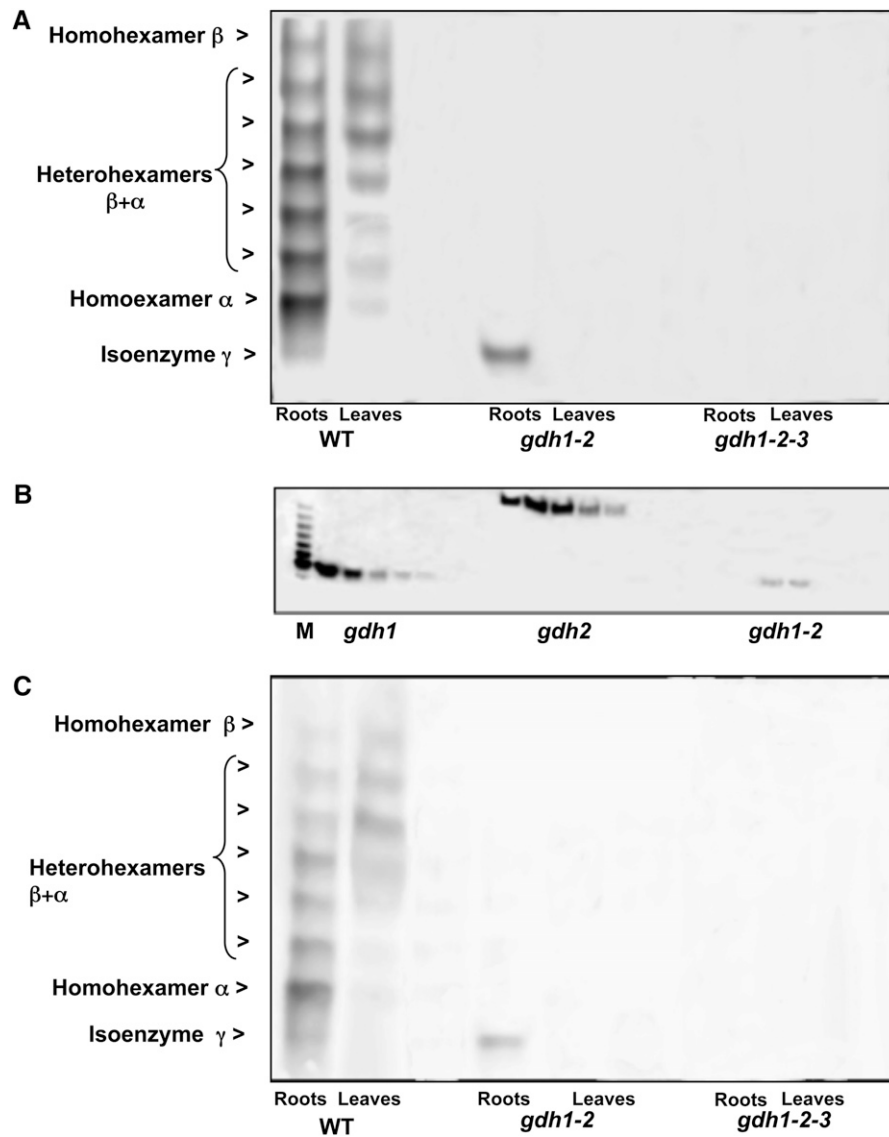 A
Homohexamer β >
>
>
Heterohexamers >
β+α
>
>
Homoexamer α >
Isoenzyme γ >
Roots Leaves Roots Leaves Roots Leaves
WT gdh1-2 gdh1-2-3
B
M gdh1 gdh2 gdh1-2
C
Homohexamer β >
>
>
Heterohexamers >
β+α
>
>
Homohexamer α >
Isoenzyme γ >
Roots Leaves Roots Leaves Roots Leaves
WT gdh1-2 gdh1-2-3